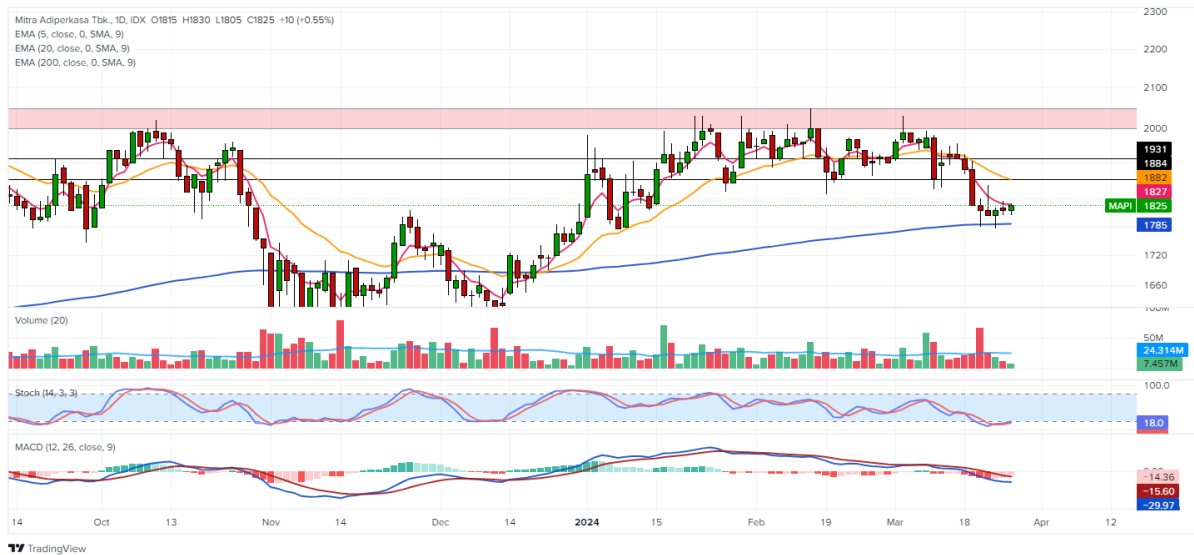 Mitra Adiperkasa Tbk., 1D, IDX O1815 H1830 L1805 C1825 +10 (+0.55%)
EMA (5, close, 0, SMA, 9)
EMA (20, close, 0, SMA, 9)
EMA (200, close, 0, SMA, 9)
2300
2200
2100
2000
1931
1884
1882
1827
MAPI 1825
1785
1720
1660
Volume (20)
100M
50M
24.314M
7.457M
Stoch (14, 3, 3)
100.0
18.0
MACD (12, 26, close, 9)
0.00
−14.36
−15.60
−29.97
14 Oct 13 Nov 14 Dec 14 2024 15 Feb 19 Mar 18 Apr 12
TradingView